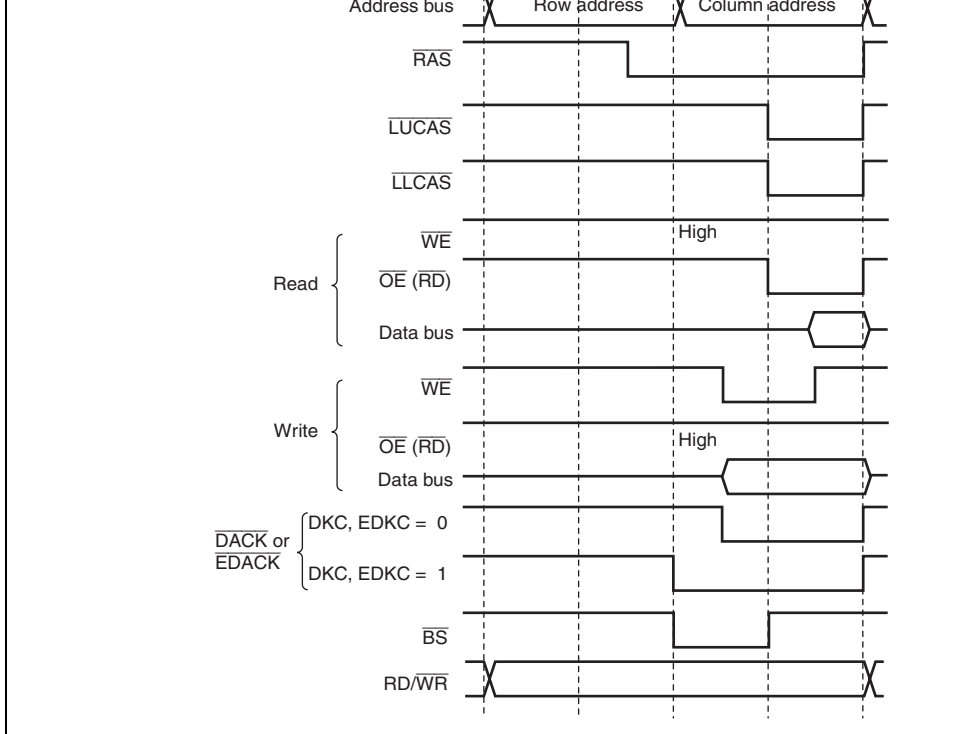 Address bus Row address Column address
RAS
LUCAS
LLCAS
WE High
Read OE (RD)
Data bus
WE
Write OE (RD) High
Data bus
DACK or DKC, EDKC = 0
EDACK DKC, EDKC = 1
BS
RD/WR